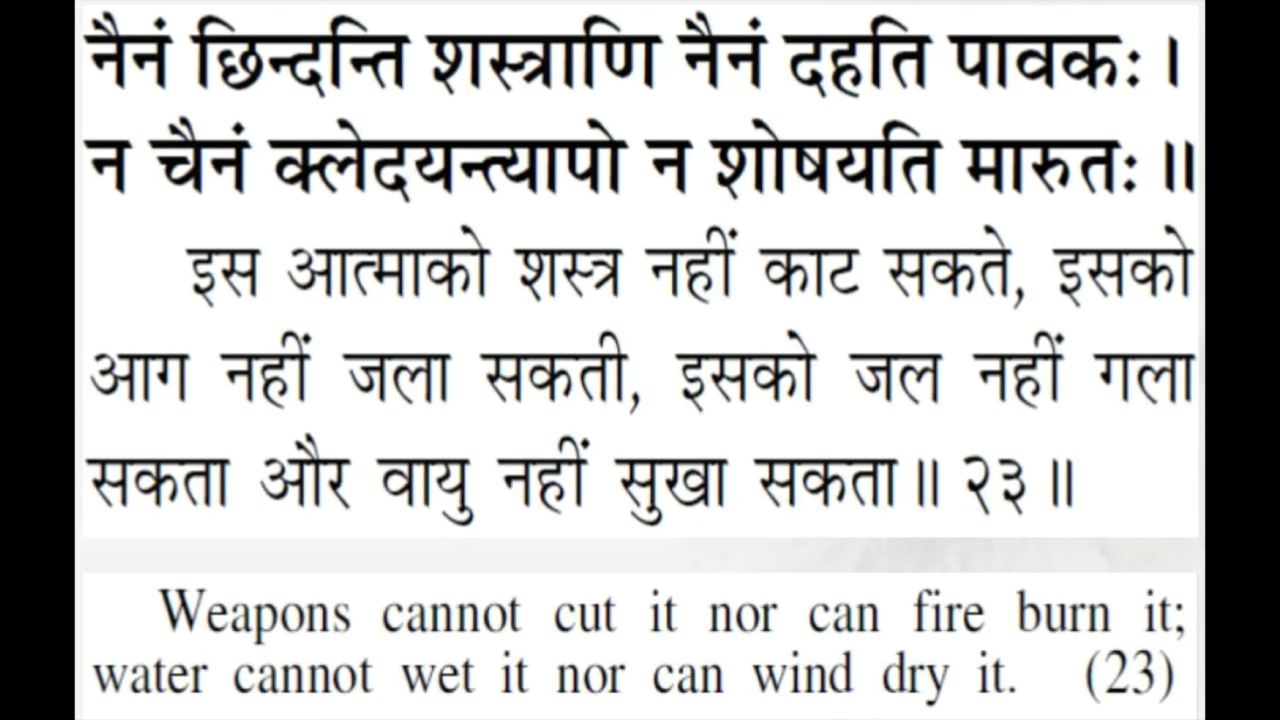 नैनं छिन्दन्ति शस्त्राणि नैनं दहति पावकः।
न चैनं क्लेदयन्त्यापो न शोषयति मारुतः॥
इस आत्माको शस्त्र नहीं काट सकते, इसको
आग नहीं जला सकती, इसको जल नहीं गला
सकता और वायु नहीं सुखा सकता॥ २३॥
Weapons cannot cut it nor can fire burn it;
water cannot wet it nor can wind dry it. (23)